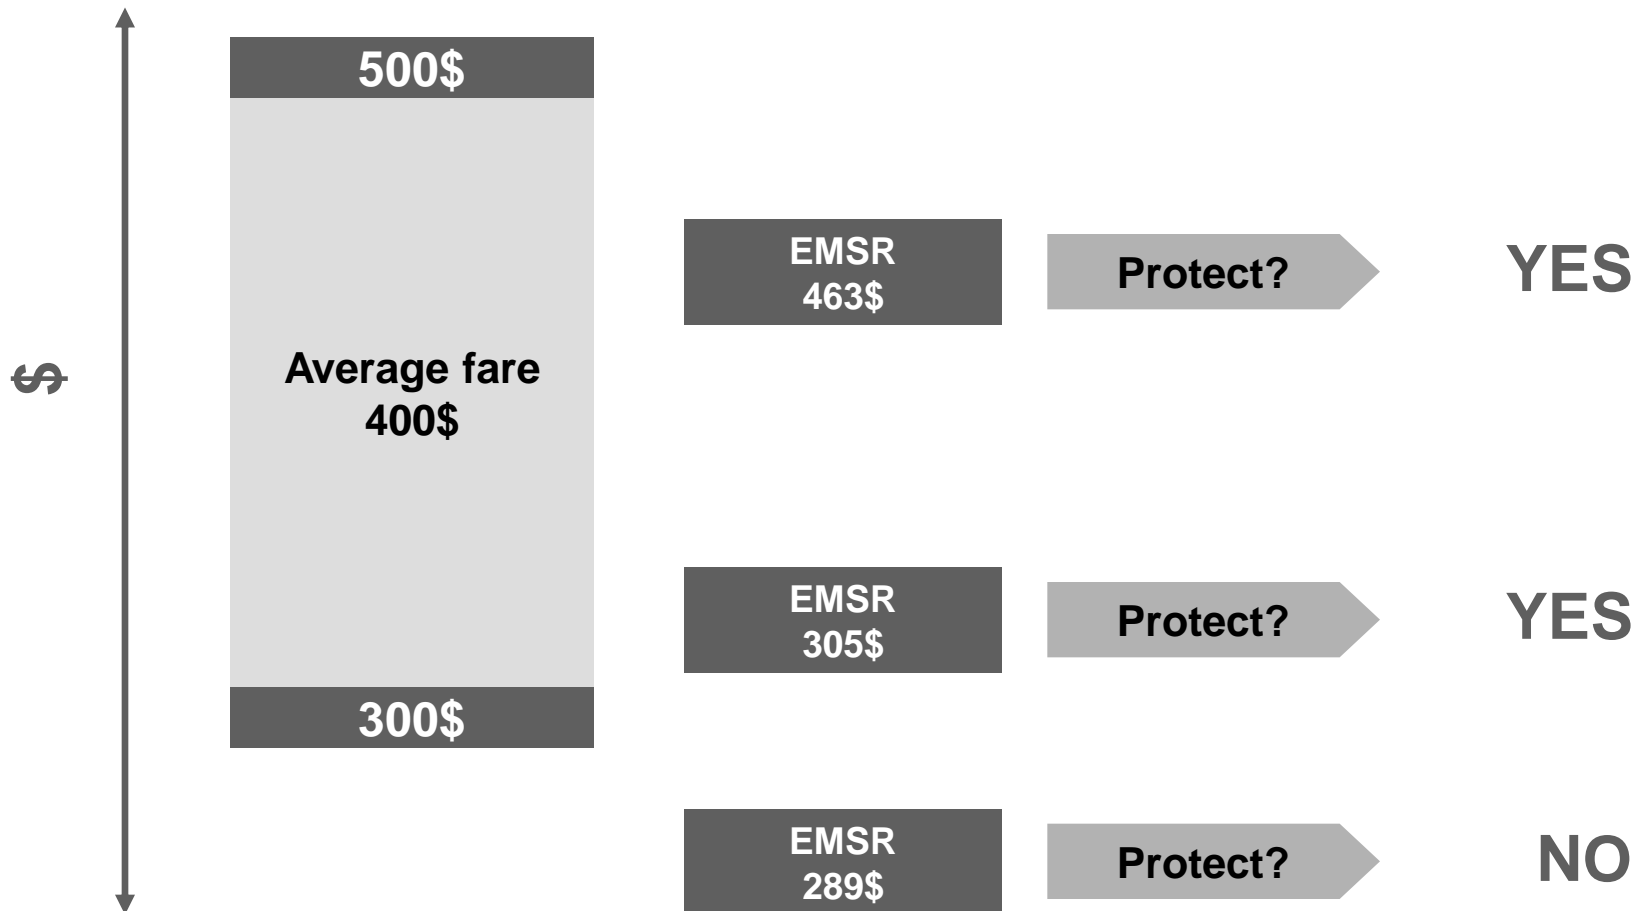 $
500$
Average fare
400$
300$
EMSR
463$
Protect?
YES
EMSR
305$
Protect?
YES
EMSR
289$
Protect?
NO